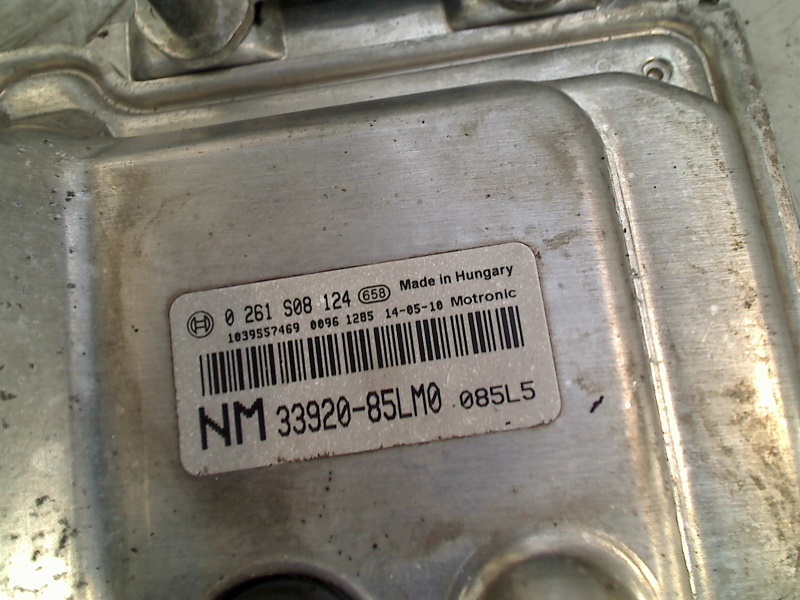 0 261 S08 124 658 Made in Hungary
1039S57469 0096 1285 14-05-10 Motronic
NM 33920-85LM0 085L5